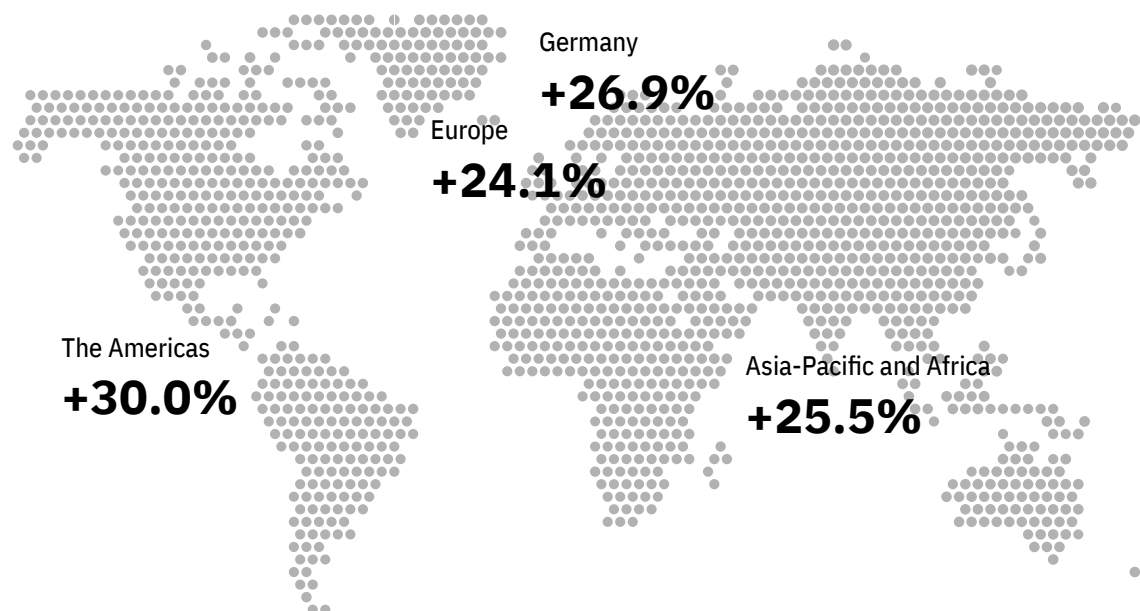 Germany
+26.9%
Europe
+24.1%
The Americas
+30.0%
Asia-Pacific and Africa
+25.5%